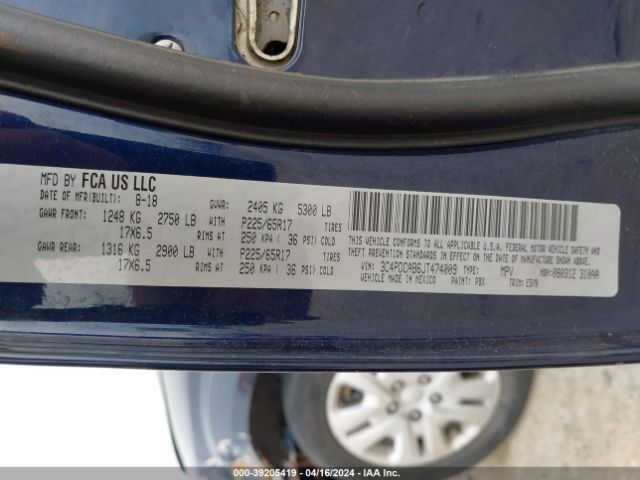 MFD BY FCA US LLC
DATE OF MFR(BUILT): 8-18 GVWR: 2405 KG 5300 LB
GAWR FRONT: 1248 KG 2750 LB WITH P225/65R17 TIRES
17X6.5 RIMS AT 250 KPA ( 36 PSI) COLD
GAWR REAR: 1316 KG 2900 LB WITH P225/65R17 TIRES
17X6.5 RIMS AT 250 KPA ( 36 PSI) COLD
THIS VEHICLE CONFORMS TO ALL APPLICABLE U.S.A. FEDERAL MOTOR VEHICLE SAFETY, BUMPER AND
THEFT PREVENTION STANDARDS IN EFFECT ON THE DATE OF MANUFACTURE SHOWN ABOVE.
VIN: 3C4PDCAB6JT474009 TYPE: MPV MDH: 080312 310AA
VEHICLE MADE IN MEXICO PAINT: PBX TRIM:
000-39205419 - 04/16/2024 - IAA Inc.